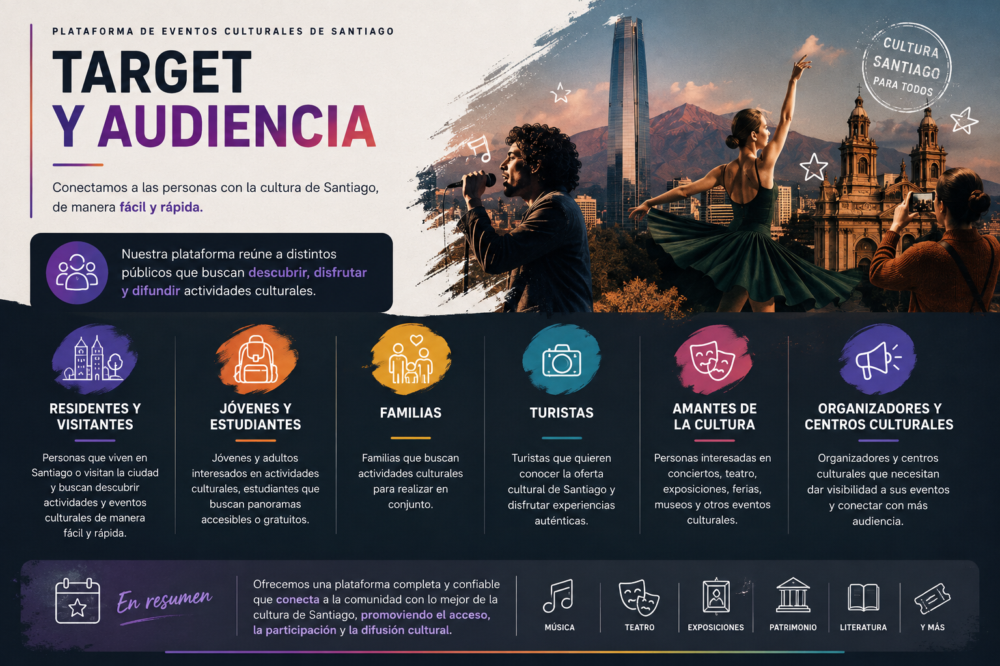 PLATAFORMA DE EVENTOS CULTURALES DE SANTIAGO
TARGET
Y AUDIENCIA
Conectamos a las personas con la cultura de Santiago,
de manera fácil y rápida.
Nuestra plataforma reúne a distintos
públicos que buscan descubrir, disfrutar
y difundir actividades culturales.
CULTURA
SANTIAGO
PARA TODOS
RESIDENTES Y
VISITANTES
Personas que viven en
Santiago o visitan la ciudad
y buscan descubrir
actividades y eventos
culturales de manera
fácil y rápida.
JÓVENES Y
ESTUDIANTES
Jóvenes y adultos
interesados en actividades
culturales, estudiantes que
buscan panoramas
accesibles o gratuitos.
FAMILIAS
Familias que buscan
actividades culturales
para realizar en
conjunto.
TURISTAS
Turistas que quieren
conocer la oferta
cultural de Santiago y
disfrutar experiencias
auténticas.
AMANTES DE
LA CULTURA
Personas interesadas en
conciertos, teatro,
exposiciones, ferias,
museos y otros eventos
culturales.
ORGANIZADORES Y
CENTROS CULTURALES
Organizadores y centros
culturales que necesitan
dar visibilidad a sus eventos
y conectar con más
audiencia.
En resumen
Ofrecemos una plataforma completa y confiable
que conecta a la comunidad con lo mejor de la
cultura de Santiago, promoviendo el acceso,
la participación y la difusión cultural.
MÚSICA
TEATRO
EXPOSICIONES
PATRIMONIO
LITERATURA
Y MÁS